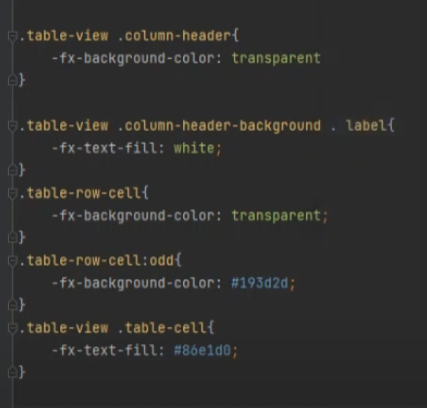 .table-view .column-header{
-fx-background-color: transparent
}
.table-view .column-header-background . label{
-fx-text-fill: white;
}
.table-row-cell{
-fx-background-color: transparent;
}
.table-row-cell:odd{
-fx-background-color: #193d2d;
}
.table-view .table-cell{
-fx-text-fill: #86e1d0;
}